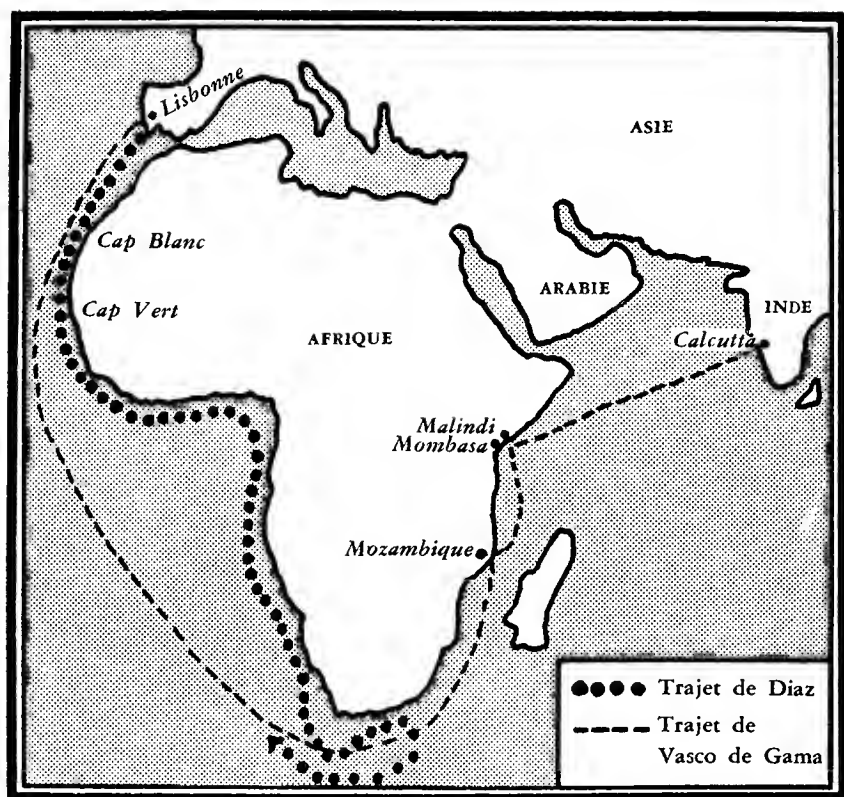 Lisbonne
ASIE
Cap Blanc
ARABIE
Cap Vert
INDE
AFRIQUE
Calcutta
Malindi
Mombasa
Mozambique
Trajet de Diaz
Trajet de
Vasco de Gama